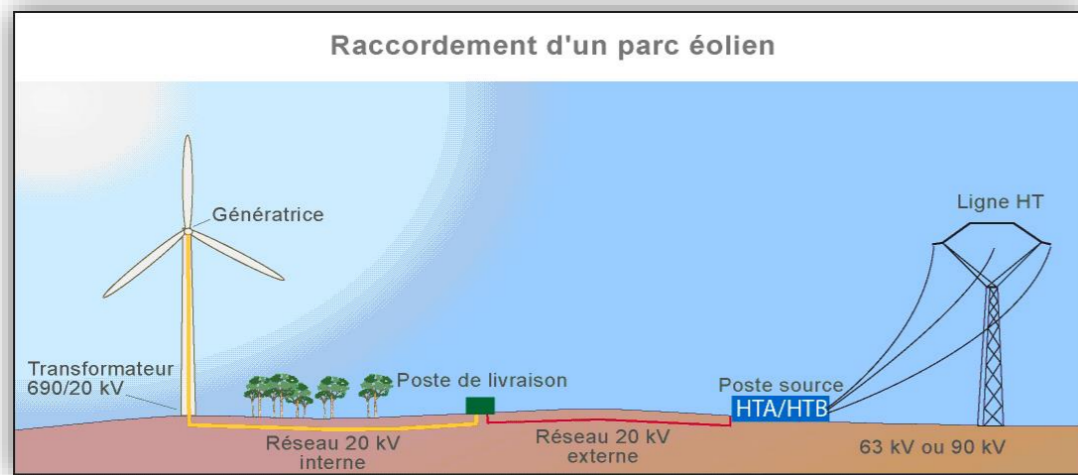 Raccordement d'un parc éolien
Génératrice
Ligne HT
Transformateur
690/20 kV
Poste de livraison
Poste source
HTA/HTB
Réseau 20 kV
interne
Réseau 20 kV
externe
63 kV ou 90 kV